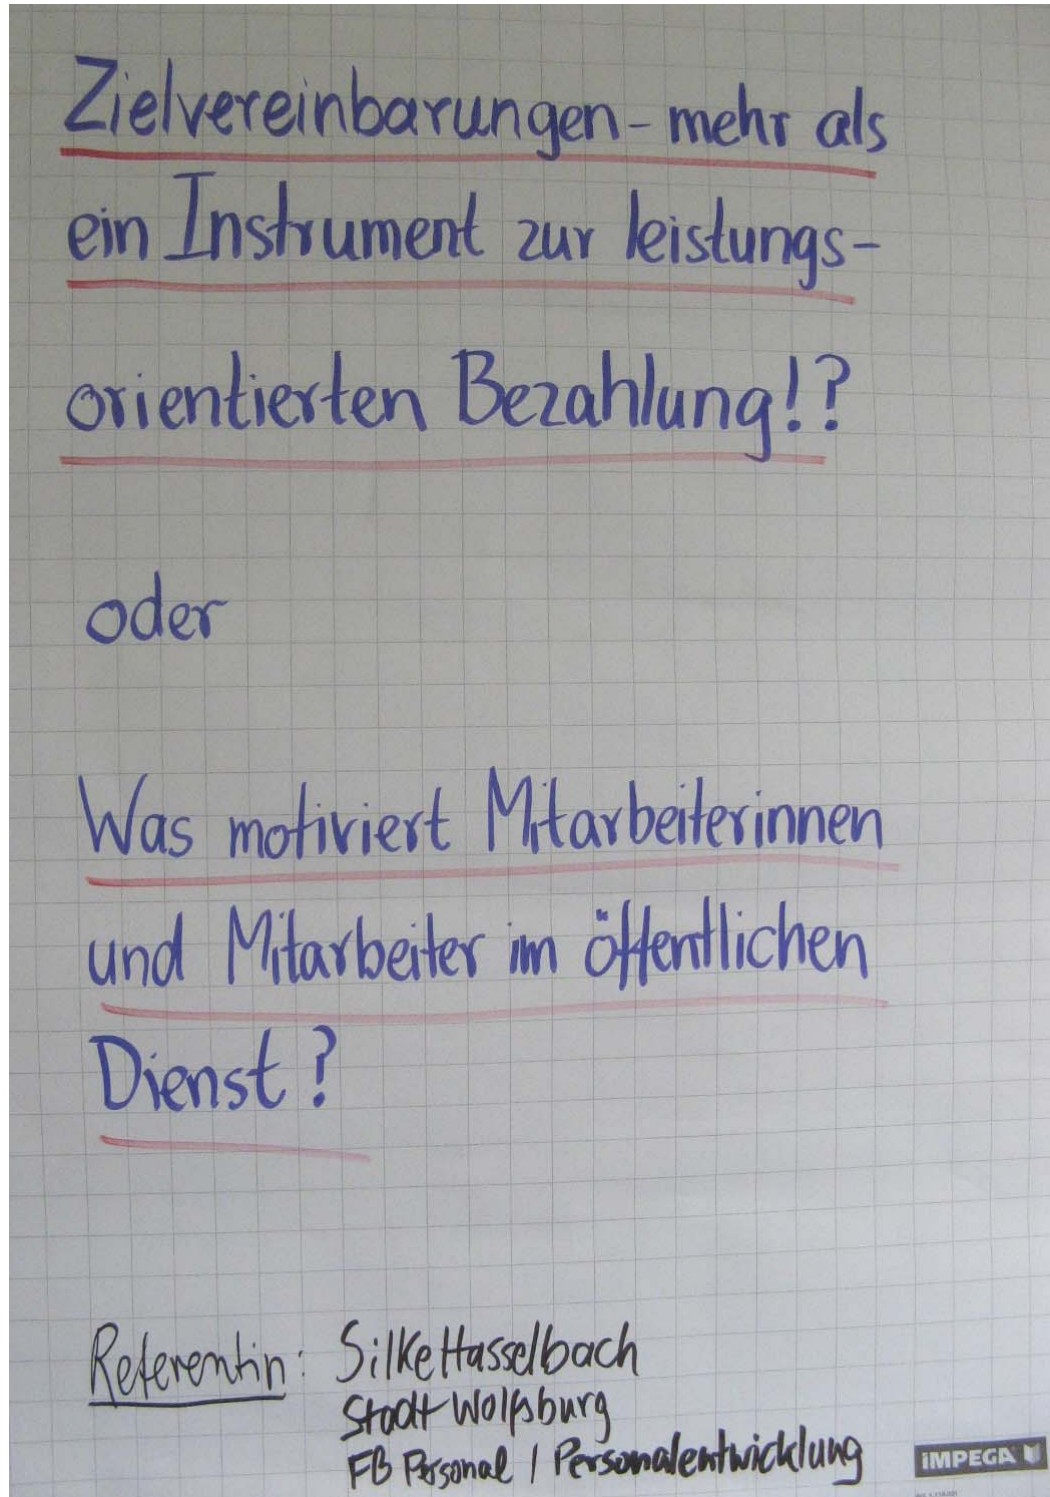 Zielvereinbarungen - mehr als
ein Instrument zur leistungs-
orientierten Bezahlung!?
oder
Was motiviert Mitarbeiterinnen
und Mitarbeiter im öffentlichen
Dienst?
Referentin: Silke Hasselbach
Stadt Wolfsburg
FB Personal / Personalentwicklung
iMPEGA